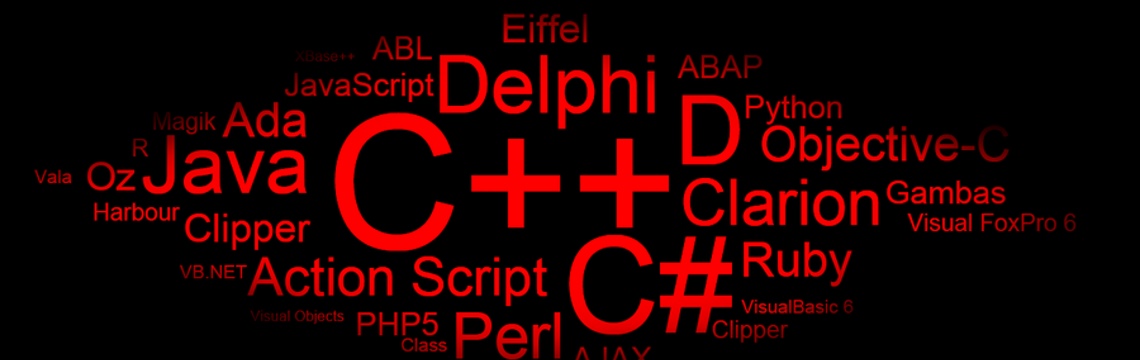 Eiffel
XBase++ ABL
Delphi
ABAP
JavaScript
Python
Magik Ada
D
R
Java
C++
Objective-C
Vala Oz
Clarion Gambas
Harbour
Clipper
Visual FoxPro 6
VB.NET Action Script
C#
Ruby
Visual Objects
PHP5
Perl
VisualBasic 6
Clipper
Class
AJAX